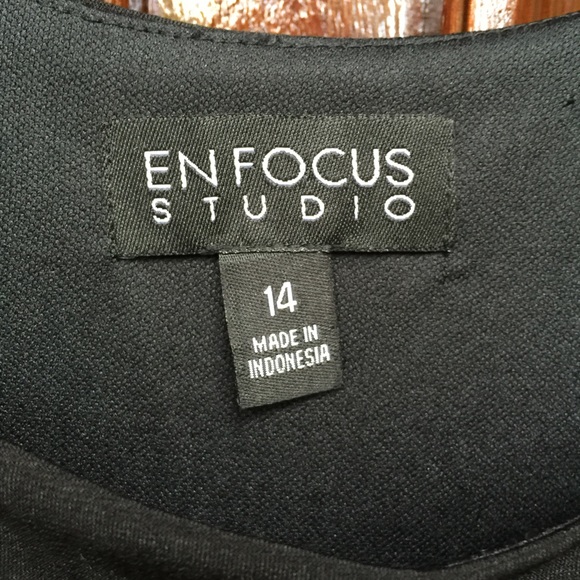 EN FOCUS
STUDIO
14
MADE IN
INDONESIA